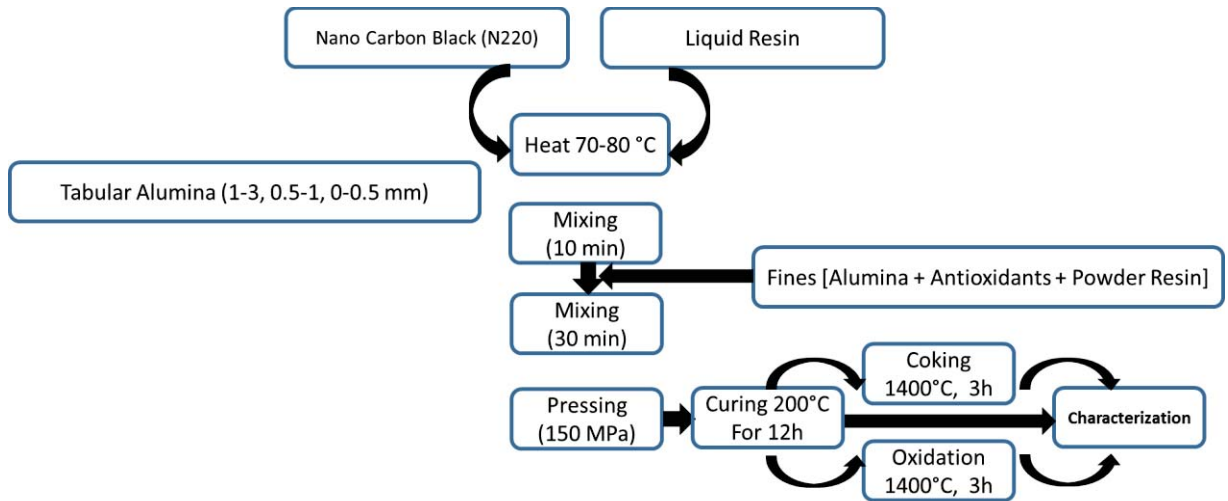 Nano Carbon Black (N220)
Liquid Resin
Heat 70-80 °C
Tabular Alumina (1-3, 0.5-1, 0-0.5 mm)
Mixing
(10 min)
Fines [Alumina + Antioxidants + Powder Resin]
Mixing
(30 min)
Pressing
(150 MPa)
Curing 200°C
For 12h
Coking
1400°C, 3h
Oxidation
1400°C, 3h
Characterization